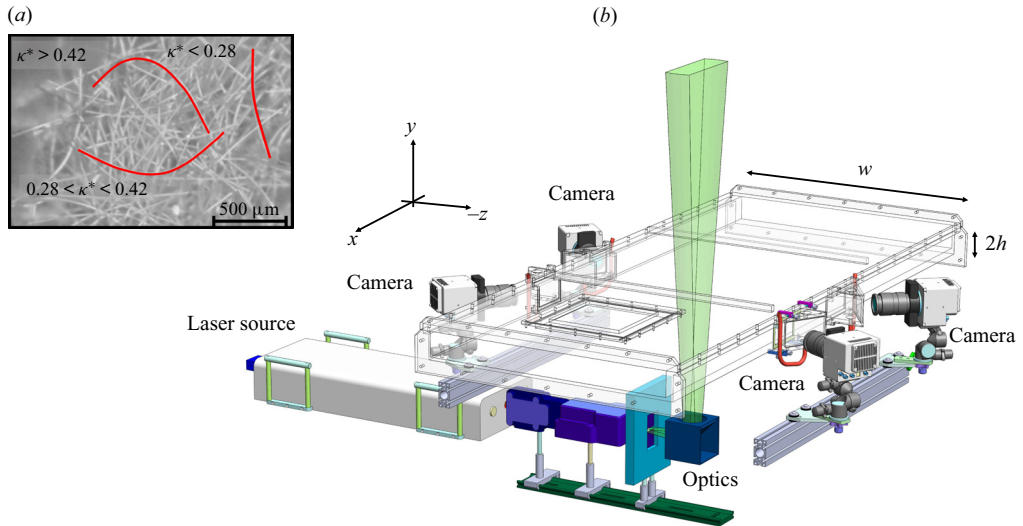 (a)
(b)
κ* > 0.42
κ* < 0.28
0.28 < κ* < 0.42
500 μm
y
x
–z
w
2h
Camera
Camera
Laser source
Camera
Camera
Optics